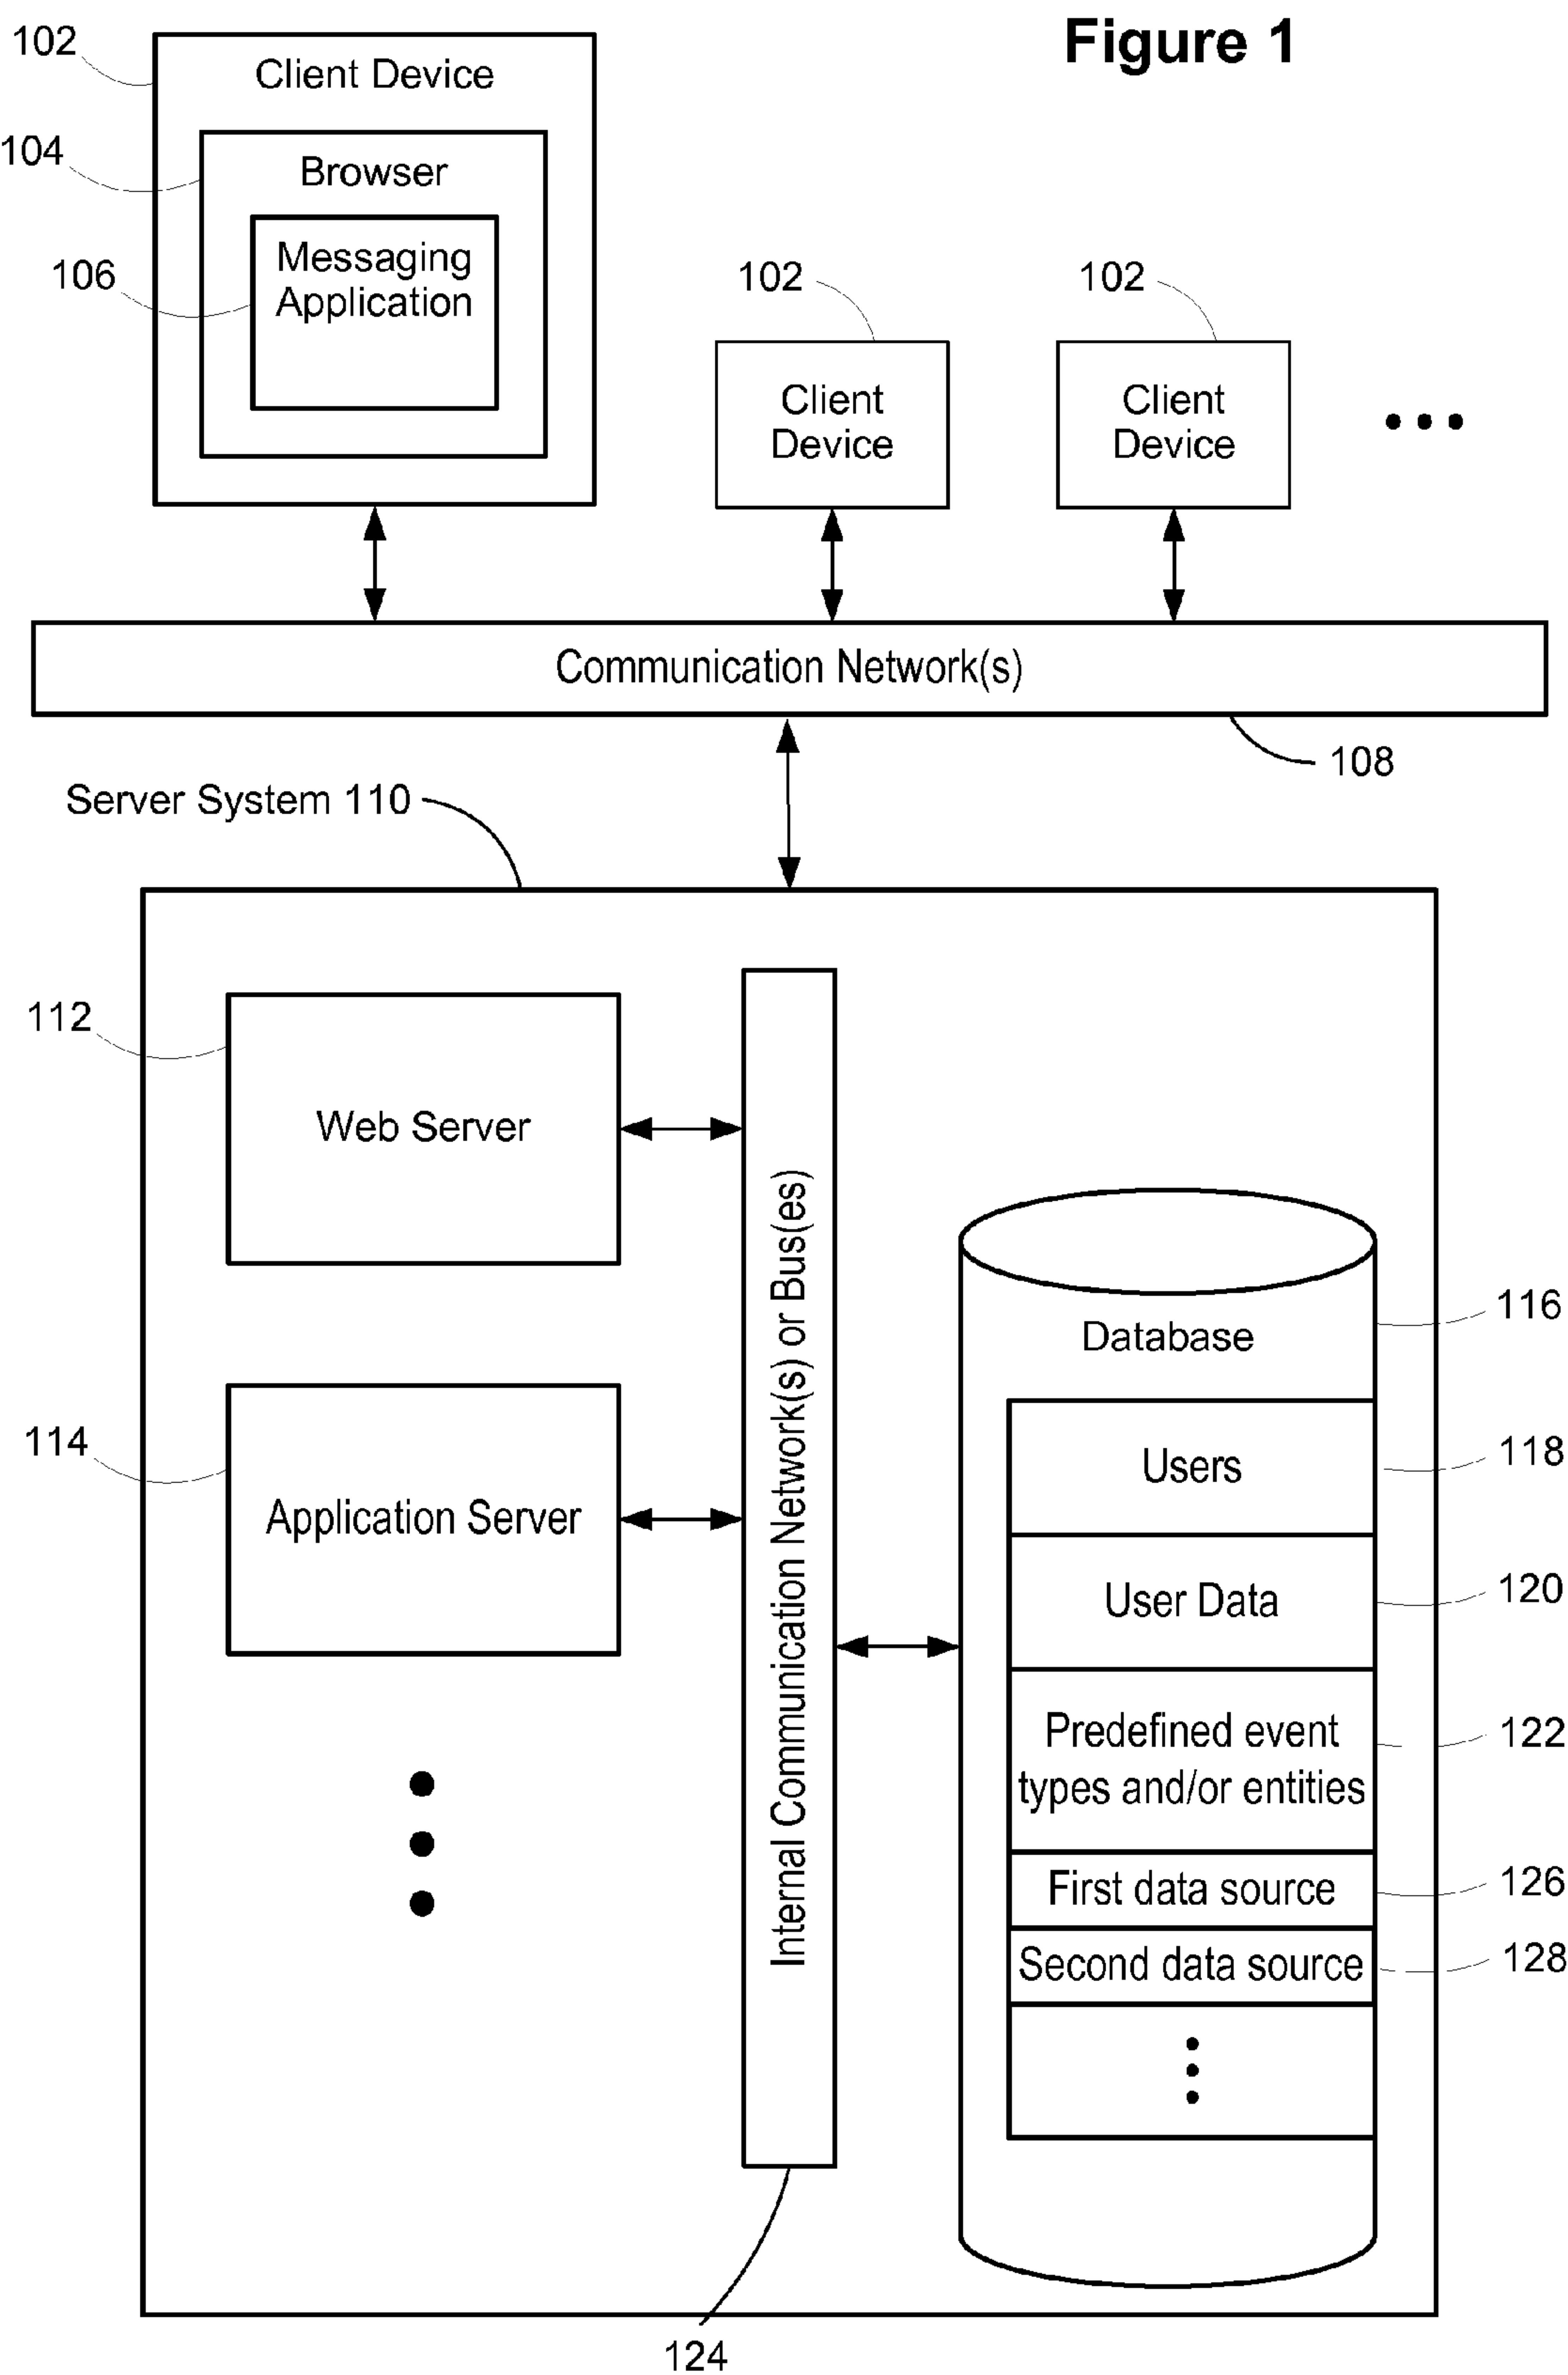 Figure 1
102
Client Device
104
Browser
106
Messaging
Application
102
102
Client
Device
Client
Device
Communication Network(s)
108
Server System 110
112
Web Server
114
Application Server
Internal Communication Network(s) or Bus(es)
124
Database
116
Users
118
User Data
120
Predefined event
types and/or entities
122
First data source
126
Second data source
128